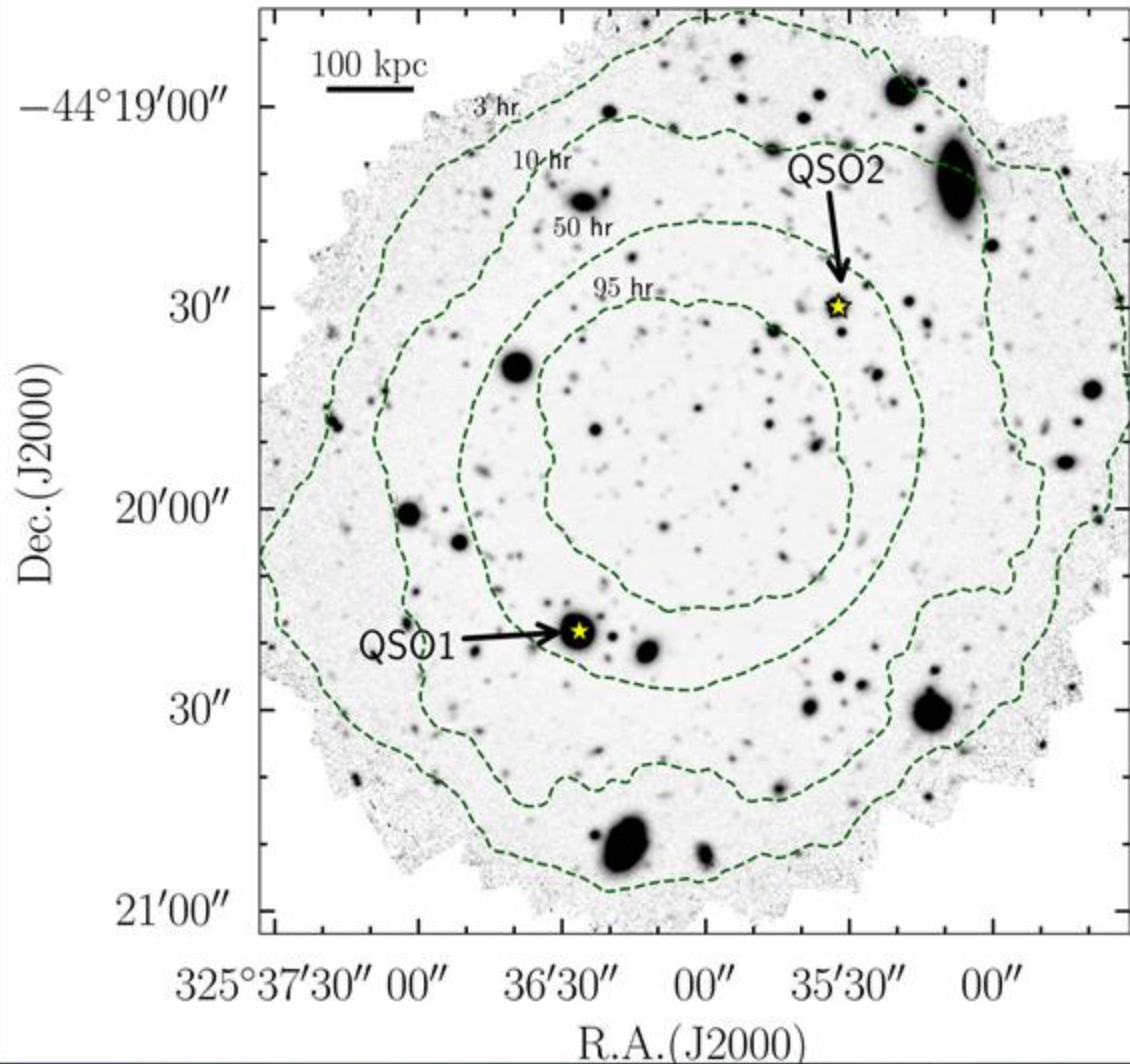 100 kpc
−44°19′00″
3 hr
10 hr
QSO2
50 hr
95 hr
30″
Dec.(J2000)
20′00″
QSO1
30″
21′00″
325°37′30″ 00″ 36′30″ 00″ 35′30″ 00″
R.A.(J2000)